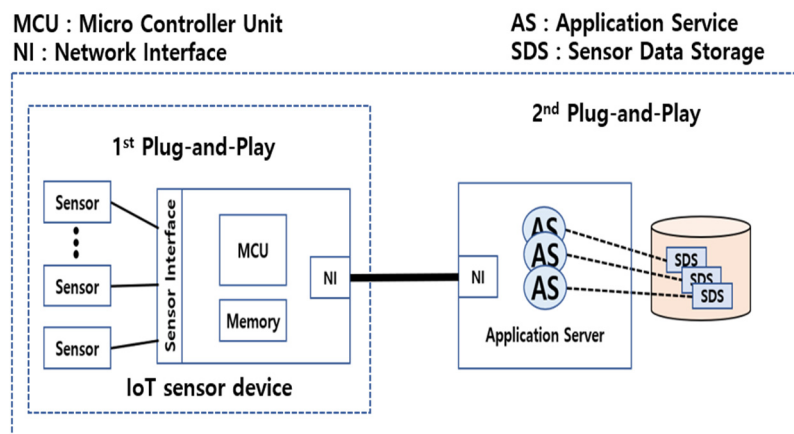 MCU : Micro Controller Unit
NI : Network Interface
AS : Application Service
SDS : Sensor Data Storage
2nd Plug-and-Play
1st Plug-and-Play
Sensor
Sensor
Sensor
Sensor Interface
MCU
Memory
NI
IoT sensor device
NI
AS
AS
AS
Application Server
SDS
SDS
SDS